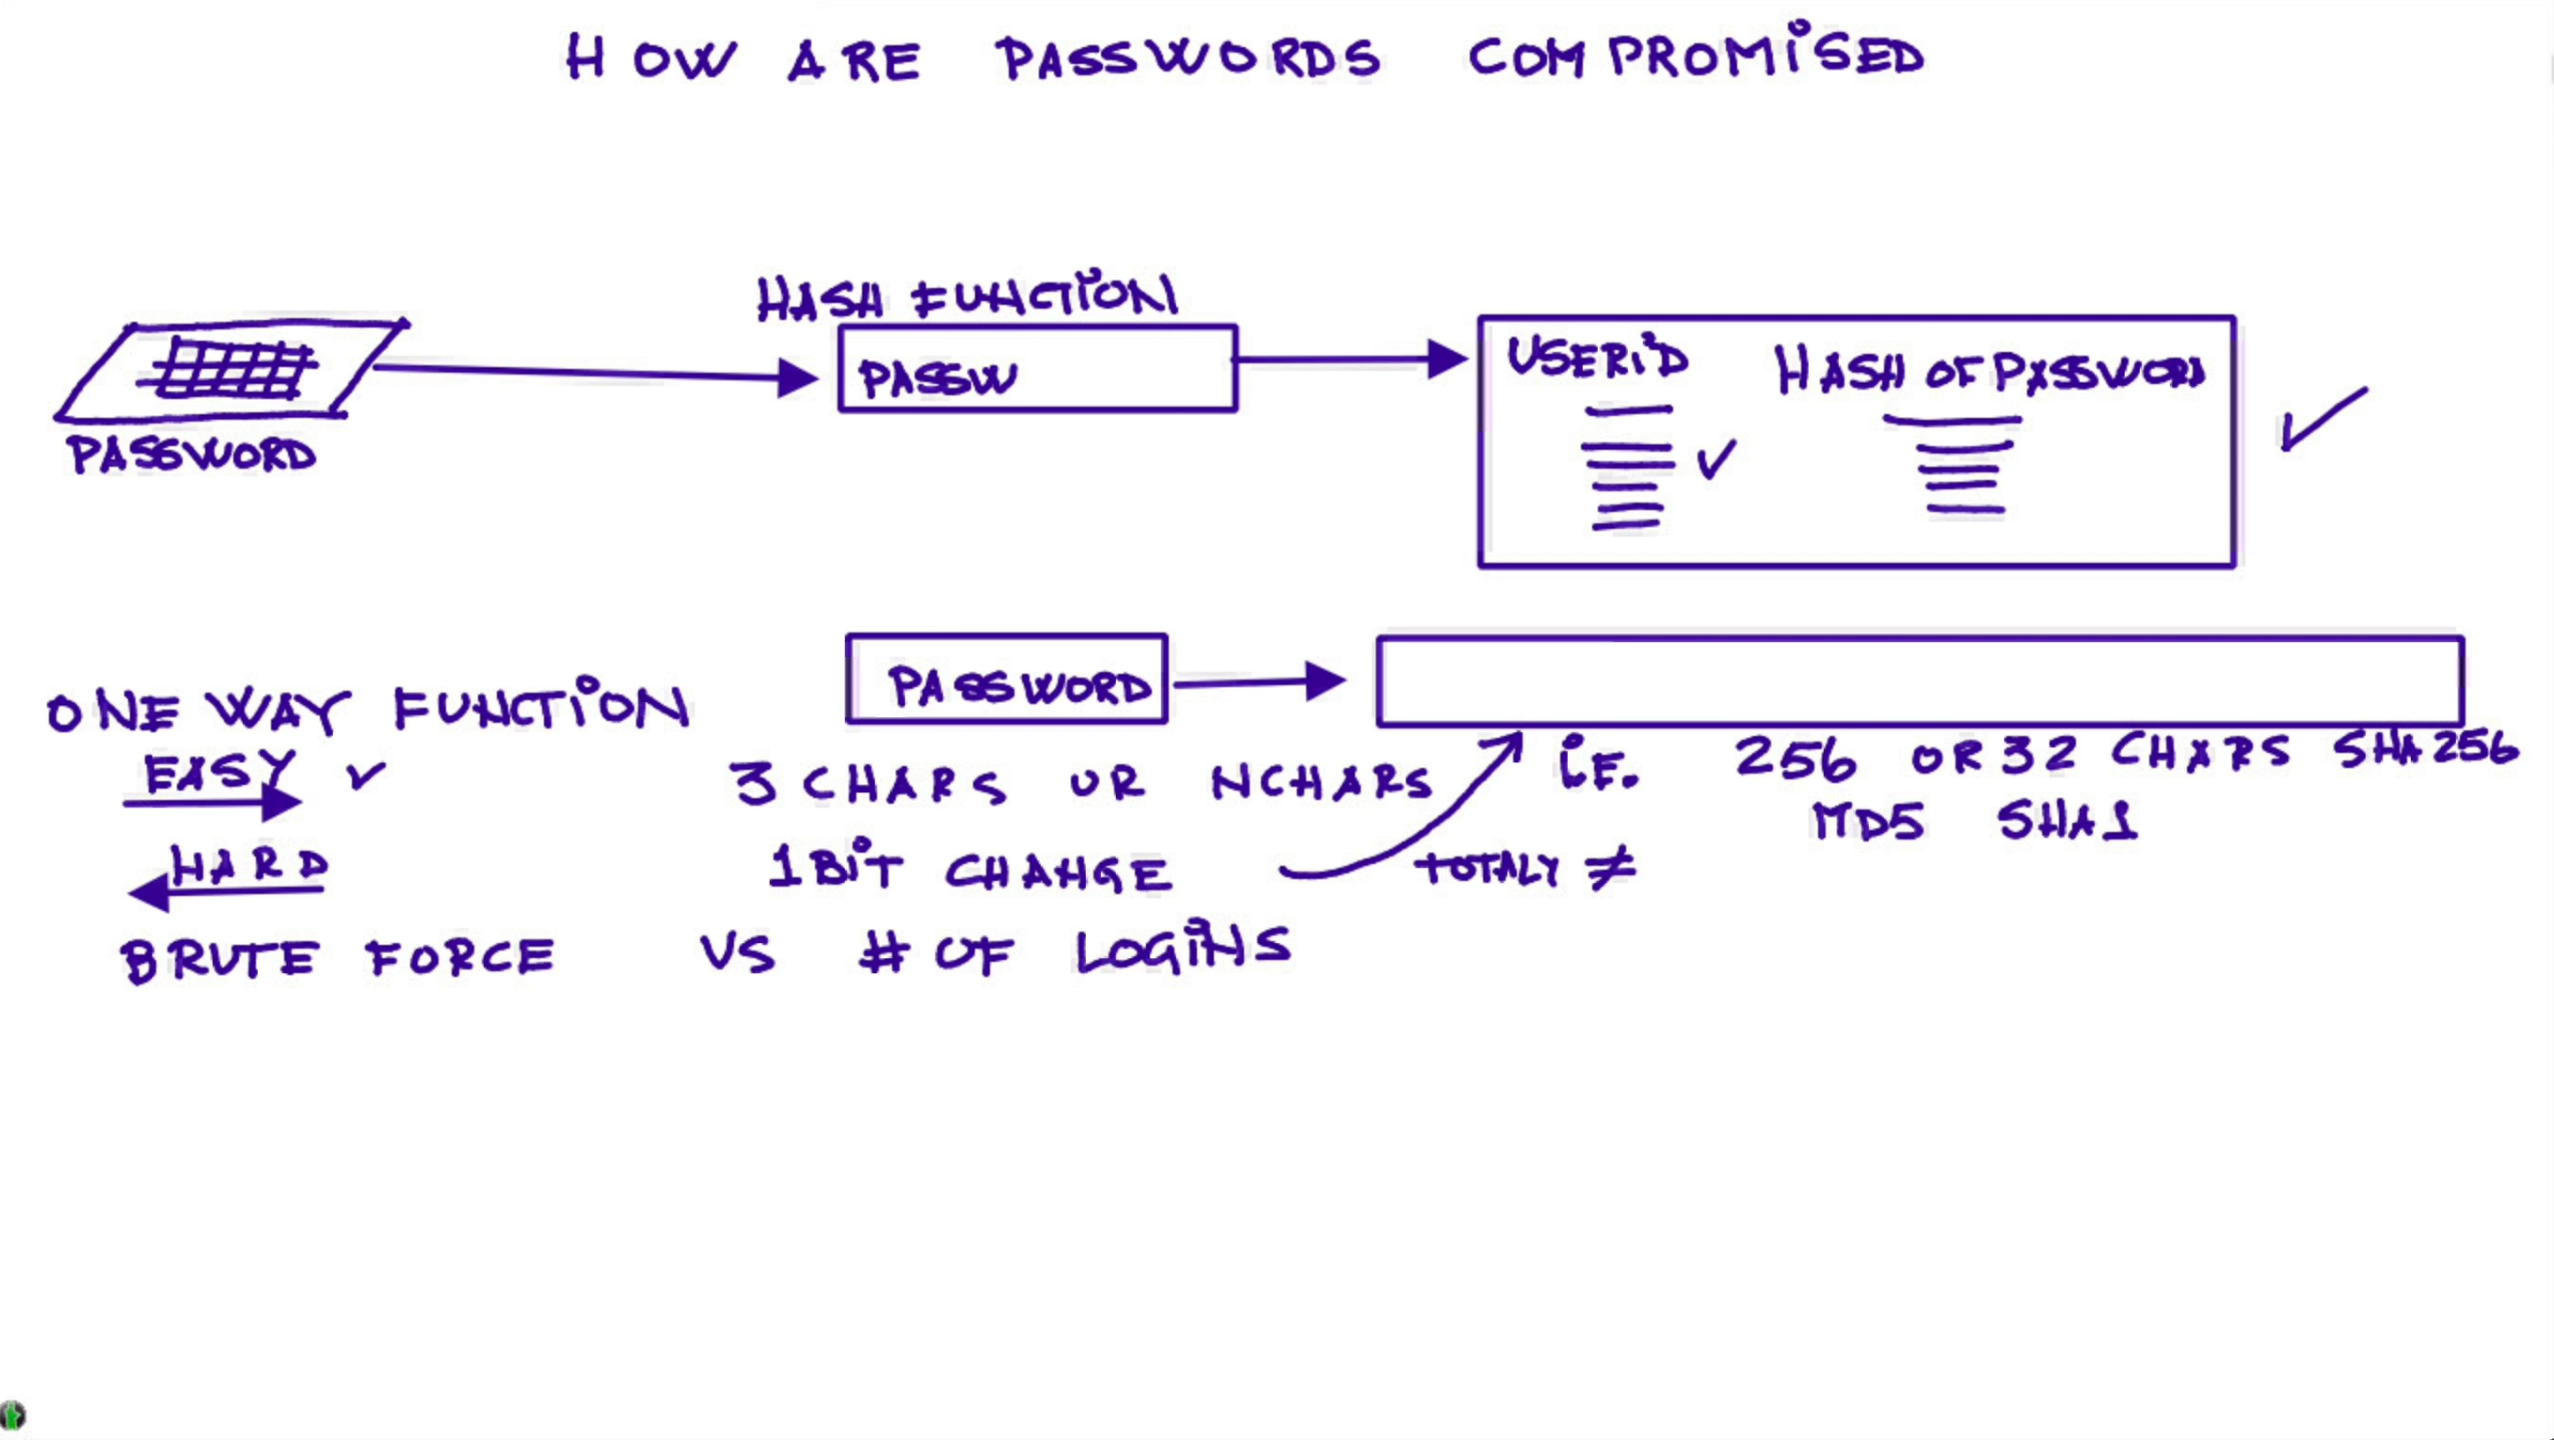 HOW ARE PASSWORDS COMPROMiSED
HASH FUNCTiON
PASSWORD
PASSW
USERiD HASH OF PASSWORD
ONE WAY FUNCTiON
EASY
HARD
BRUTE FORCE VS # OF LOGiNS
PASSWORD
3 CHARS OR NCHARS
1 BiT CHANGE TOTALY ≠
i.E. 256 OR 32 CHARS SHA256
MD5 SHA1